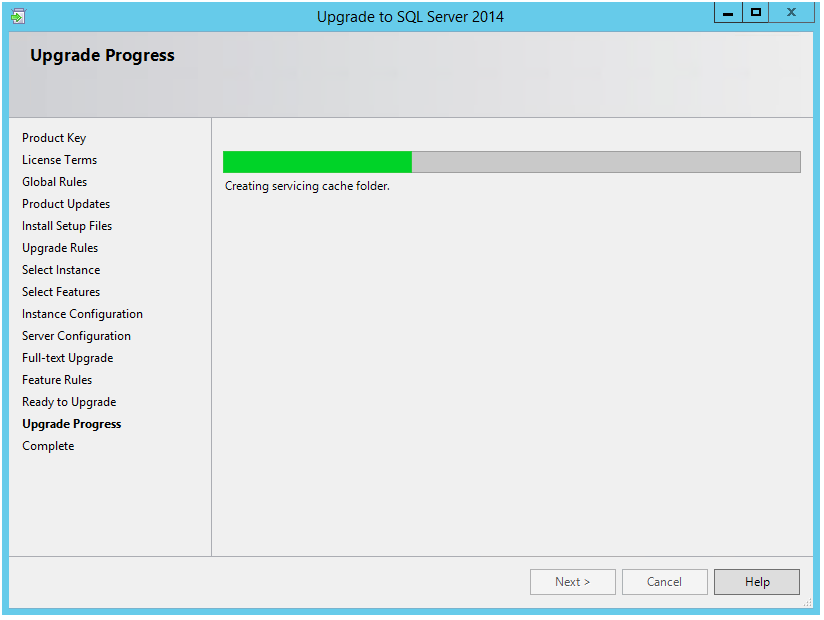 Upgrade to SQL Server 2014
Upgrade Progress
Product Key
License Terms
Global Rules
Product Updates
Install Setup Files
Upgrade Rules
Select Instance
Select Features
Instance Configuration
Server Configuration
Full-text Upgrade
Feature Rules
Ready to Upgrade
Upgrade Progress
Complete
Creating servicing cache folder.
Next >
Cancel
Help